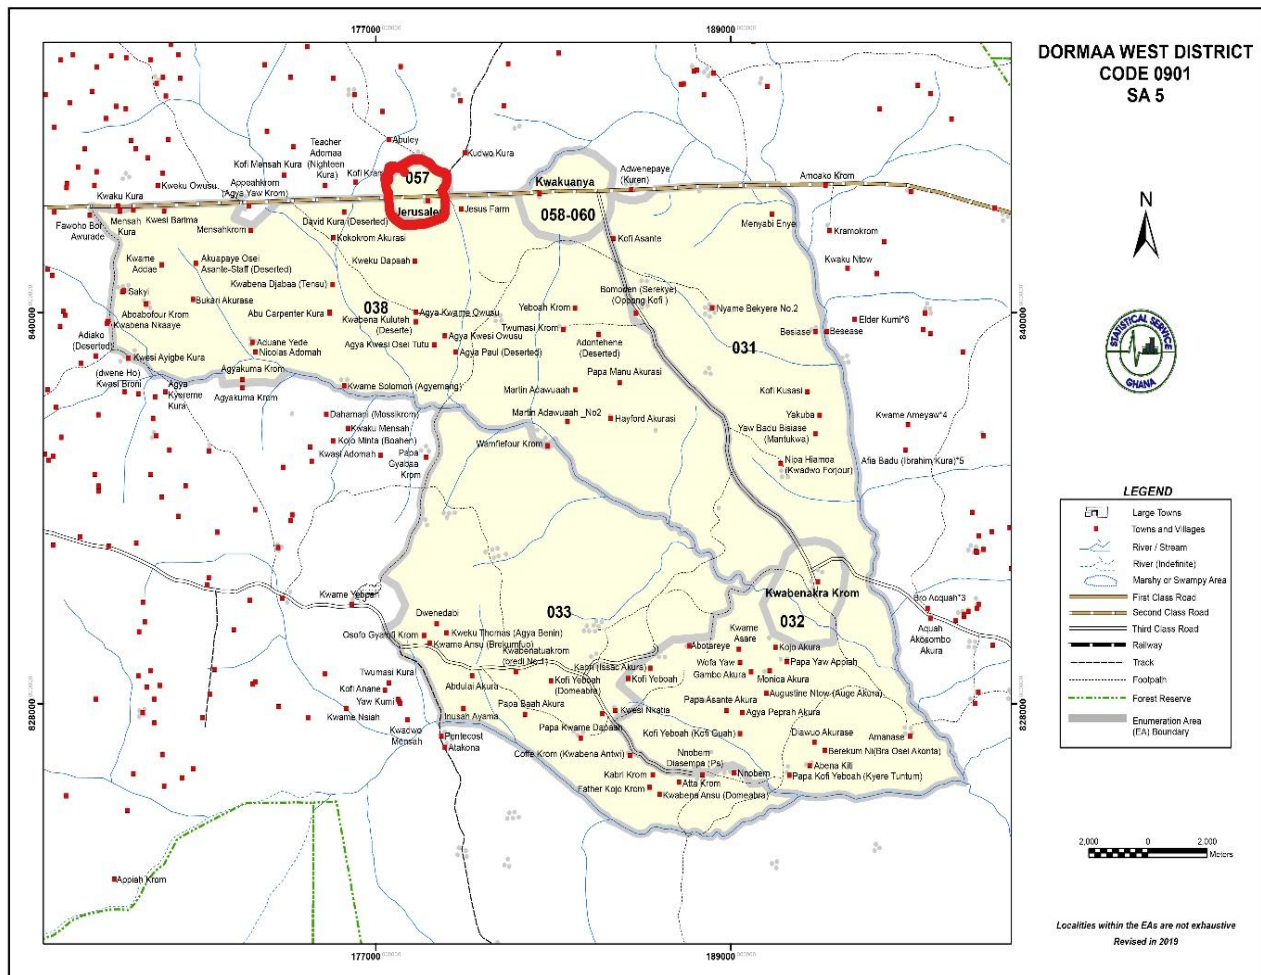 177000
189000
DORMAA WEST DISTRICT
CODE 0901
SA 5
Abuley
Teacher
Adomaa
(Nighteen
Kura)
Kudwo Kura
Kofi Mensah Kura
057
Adwenepaye
(Kuren)
Kwakuanya
Amoako Krom
Kweku Owusu
Appeahkrom
(Agya Yaw Krom)
Kwaku Kura
Jesus Farm
058-060
Fawoho Bor
Awurade
Mensah
Kura
Kwesi Barima
David Kura (Deserted)
Menyabi Enye
Mensahkrom
Kramokrom
Kokokrom Akurasi
Kofi Asante
N
Kwame
Addae
Akuapaye Osei
Asante-Staff (Deserted)
Kweku Dapaah
Kwaku Ntow
Sakyi
Kwabena Djabaa (Tensu)
Bomoden (Serekye)
(Oppong Kofi )
Bukari Akurase
038
Yeboah Krom
Nyame Bekyere No.2
Aboabofour Krom
Kwabena Nkaaye
Abu Carpenter Kura
Agya Kwame Owusu
840000
840000
Kwabena Kuluteh
(Deserte)
Twumasi Krom
Elder Kumi*6
Adiako
(Deserted)
Agya Kwesi Owusu
Besiase
Besease
Aduane Yede
Agya Kwesi Osei Tutu
Adontehene
(Deserted)
031
STATISTICAL SERVICE
GHANA
Kwesi Ayigbe Kura
Nicolas Adomah
Agya Paul (Deserted)
(dwene Ho)
Kwasi Broni
Agyakuma Krom
Papa Manu Akurasi
Agya
Kyereme
Kura
Agyakuma Krom
Kwame Solomon (Agyemang)
Martin Adawuaah
Kofi Kusasi
Dahamani (Mossikrom)
Martin Adawuaah _No2
Hayford Akurasi
Yakuba
Kwame Ameyaw*4
Kwaku Mensah
Yaw Badu Bisiase
(Mantukwa)
Kojo Minta (Boahen)
Wamfiefour Krom
Kwasi Adomah
Papa
Gyabaa
Krom
Nipa Hiamoa
(Kwadwo Forjour)
Afia Badu (Ibrahim Kura)*5
LEGEND
Large Towns
Towns and Villages
River / Stream
River (Indefinite)
Marshy or Swampy Area
First Class Road
Second Class Road
Third Class Road
Railway
Track
Footpath
Forest Reserve
Enumeration Area
(EA) Boundary
Kwabenakra Krom
032
Bro Acquah*3
Aquah
Akosombo
Akura
033
Dwenedabi
Osofo Gyamfi Krom
Kweku Thomas (Agya Benin)
Kwame Ansu (Brekumfuo)
Kwabenatuakrom
Kwame
Asare
Abotareye
Kojo Akura
Wofa Yaw
Papa Yaw Appiah
Twumasi Kura
Abdulai Akura
Kofi Yeboah
(Domeabra)
Kofi Yeboah
Gambo Akura
Monica Akura
Kofi Anane
Augustine Ntow (Auge Akura)
Yaw Kumi
Papa Baah Akura
Papa Asante Akura
828000
828000
Kwame Nsiah
Inusah Ayama
Kwesi Nkatia
Agya Peprah Akura
Kwadwo
Mensah
Papa Kwame Dapaah
Kofi Yeboah (Kofi Guah)
Diawuo Akurase
Amanase
Pentecost
Atakona
Coffe Krom (Kwabena Antwi)
Nnobem
Diasempa (Ps)
Berekum Ni(Bra Osei Akonta)
Abena Kilj
Kabri Krom
Nnobem
Papa Kofi Yeboah (Kyere Tuntum)
Father Kojo Krom
Atta Krom
Kwabena Ansu (Domeabra)
2,000 0 2,000
Meters
Appiah Krom
Localities within the EAs are not exhaustive
Revised in 2019
177000
189000